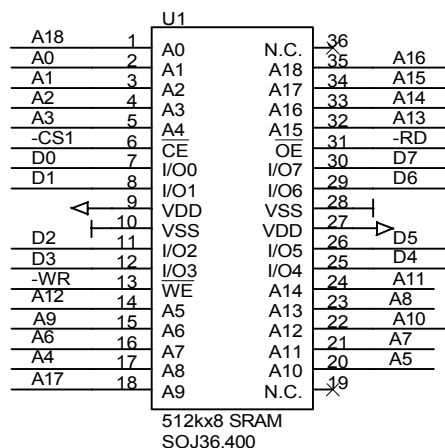 U1
A18 1 A0 N.C. 36
A0 2 A1 A18 35 A16
A1 3 A2 A17 34 A15
A2 4 A3 A16 33 A14
A3 5 A4 A15 32 A13
-CS1 6 CE OE 31 -RD
D0 7 I/O0 I/O7 30 D7
D1 8 I/O1 I/O6 29 D6
9 VDD VSS 28
10 VSS VDD 27
D2 11 I/O2 I/O5 26 D5
D3 12 I/O3 I/O4 25 D4
-WR 13 WE A14 24 A11
A12 14 A5 A13 23 A8
A9 15 A6 A12 22 A10
A6 16 A7 A11 21 A7
A4 17 A8 A10 20 A5
A17 18 A9 N.C. 19
512kx8 SRAM
SOJ36.400